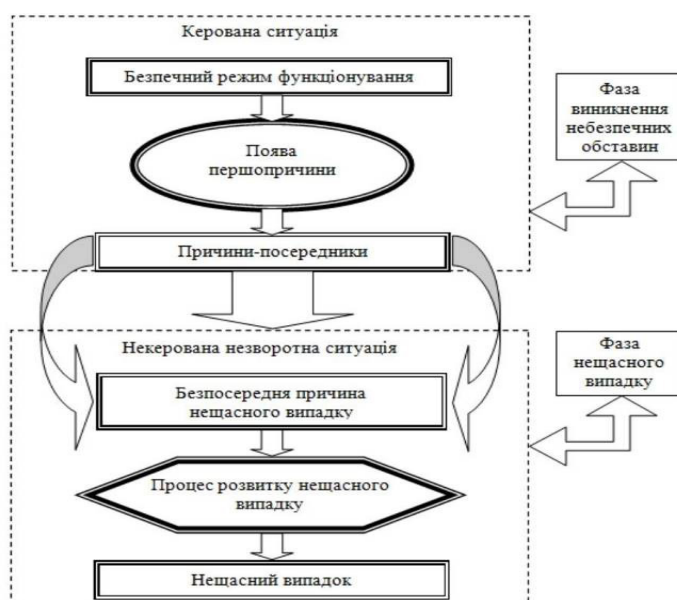 Керована ситуація
Безпечний режим функціонування
Фаза
виникнення
небезпечних
обставин
Поява
першопричини
Причини-посередники
Некерована незворотна ситуація
Фаза
нещасного
випадку
Безпосередня причина
нещасного випадку
Процес розвитку нещасного
випадку
Нещасний випадок